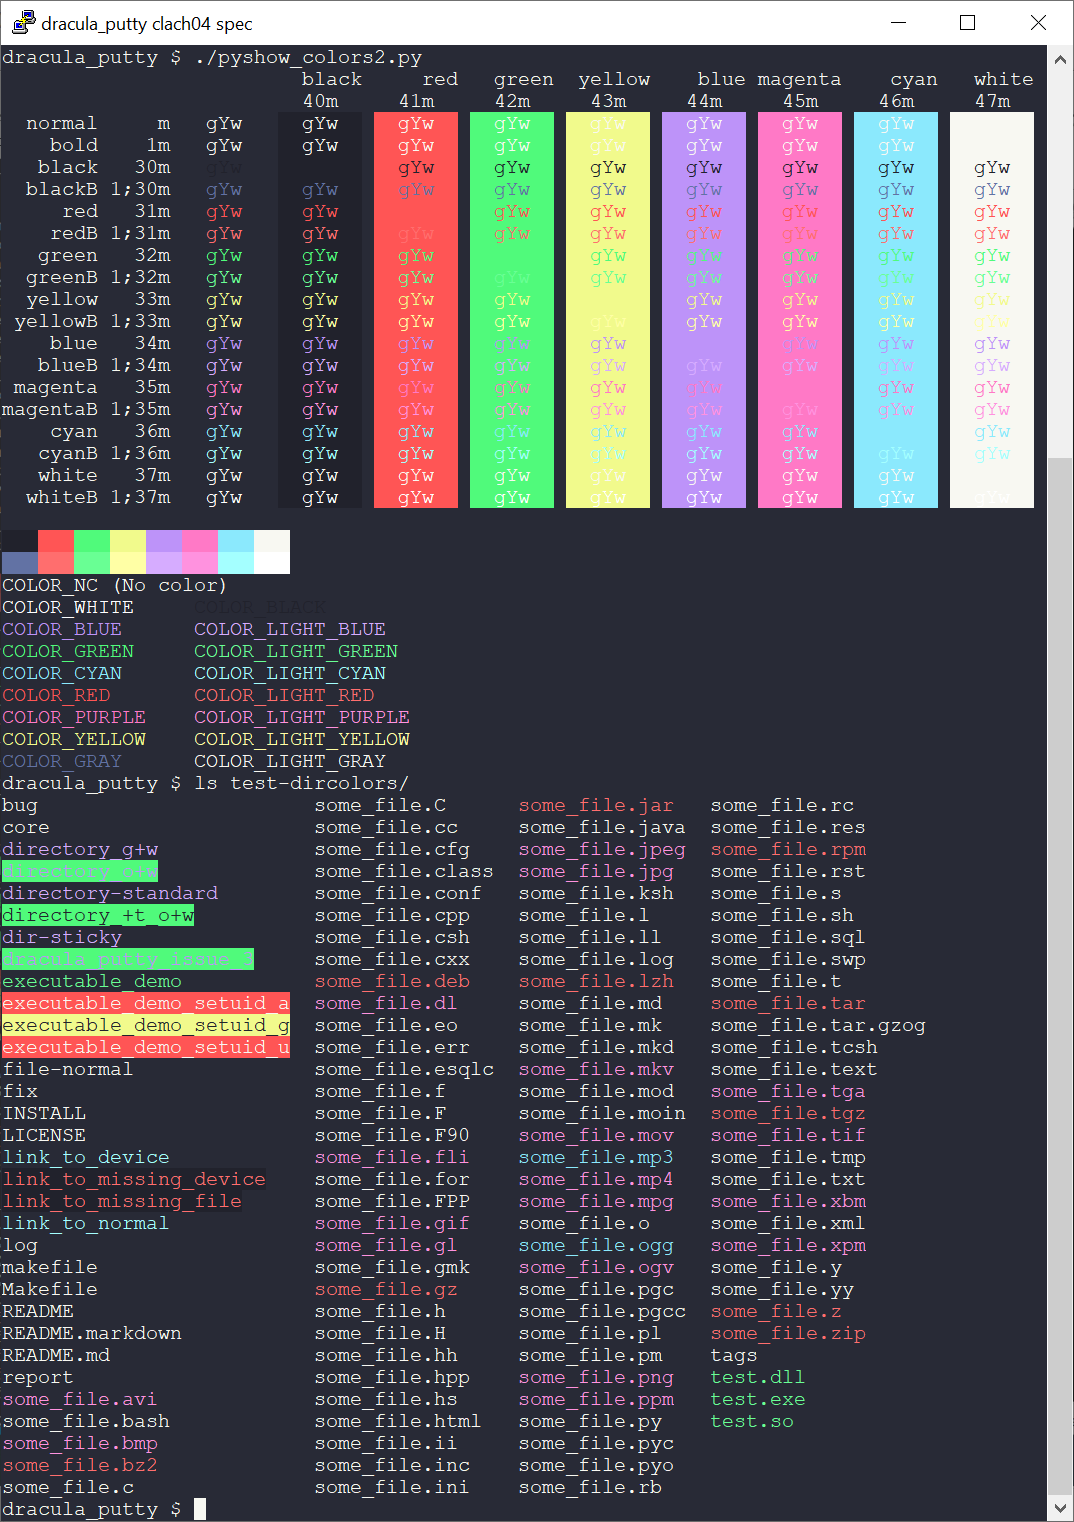 dracula_putty clach04 spec
dracula_putty $ ./pyshow_colors2.py
black red green yellow blue magenta cyan white
40m 41m 42m 43m 44m 45m 46m 47m
normal m gYw gYw gYw gYw gYw gYw gYw gYw
bold 1m gYw gYw gYw gYw gYw gYw gYw gYw
black 30m gYw gYw gYw gYw gYw gYw gYw gYw
blackB 1;30m gYw gYw gYw gYw gYw gYw gYw gYw gYw
red 31m gYw gYw gYw gYw gYw gYw gYw gYw
redB 1;31m gYw gYw gYw gYw gYw gYw gYw gYw gYw
green 32m gYw gYw gYw gYw gYw gYw gYw gYw
greenB 1;32m gYw gYw gYw gYw gYw gYw gYw gYw gYw
yellow 33m gYw gYw gYw gYw gYw gYw gYw gYw
yellowB 1;33m gYw gYw gYw gYw gYw gYw gYw gYw gYw
blue 34m gYw gYw gYw gYw gYw gYw gYw gYw
blueB 1;34m gYw gYw gYw gYw gYw gYw gYw gYw gYw
magenta 35m gYw gYw gYw gYw gYw gYw gYw gYw
magentaB 1;35m gYw gYw gYw gYw gYw gYw gYw gYw gYw
cyan 36m gYw gYw gYw gYw gYw gYw gYw gYw
cyanB 1;36m gYw gYw gYw gYw gYw gYw gYw gYw gYw
white 37m gYw gYw gYw gYw gYw gYw gYw gYw
whiteB 1;37m gYw gYw gYw gYw gYw gYw gYw gYw gYw
COLOR_NC (No color)
COLOR_WHITE COLOR_BLACK
COLOR_BLUE COLOR_LIGHT_BLUE
COLOR_GREEN COLOR_LIGHT_GREEN
COLOR_CYAN COLOR_LIGHT_CYAN
COLOR_RED COLOR_LIGHT_RED
COLOR_PURPLE COLOR_LIGHT_PURPLE
COLOR_YELLOW COLOR_LIGHT_YELLOW
COLOR_GRAY COLOR_LIGHT_GRAY
dracula_putty $ ls test-dircolors/
bug some_file.C some_file.jar some_file.rc
core some_file.cc some_file.java some_file.res
directory_g+w some_file.cfg some_file.jpeg some_file.rpm
directory_o+w some_file.class some_file.jpg some_file.rst
directory-standard some_file.conf some_file.ksh some_file.s
directory_+t_o+w some_file.cpp some_file.l some_file.sh
dir-sticky some_file.csh some_file.ll some_file.sql
dracula_putty_issue_3 some_file.cxx some_file.log some_file.swp
executable_demo some_file.deb some_file.lzh some_file.t
executable_demo_setuid_a some_file.dl some_file.md some_file.tar
executable_demo_setuid_g some_file.eo some_file.mk some_file.tar.gzog
executable_demo_setuid_u some_file.err some_file.mkd some_file.tcsh
file-normal some_file.esqlc some_file.mkv some_file.text
fix some_file.f some_file.mod some_file.tga
INSTALL some_file.F some_file.moin some_file.tgz
LICENSE some_file.F90 some_file.mov some_file.tif
link_to_device some_file.fli some_file.mp3 some_file.tmp
link_to_missing_device some_file.for some_file.mp4 some_file.txt
link_to_missing_file some_file.FPP some_file.mpg some_file.xbm
link_to_normal some_file.gif some_file.o some_file.xml
log some_file.gl some_file.ogg some_file.xpm
makefile some_file.gmk some_file.ogv some_file.y
Makefile some_file.gz some_file.pgc some_file.yy
README some_file.h some_file.pgcc some_file.z
README.markdown some_file.H some_file.pl some_file.zip
README.md some_file.hh some_file.pm tags
report some_file.hpp some_file.png test.dll
some_file.avi some_file.hs some_file.ppm test.exe
some_file.bash some_file.html some_file.py test.so
some_file.bmp some_file.ii some_file.pyc
some_file.bz2 some_file.inc some_file.pyo
some_file.c some_file.ini some_file.rb
dracula_putty $